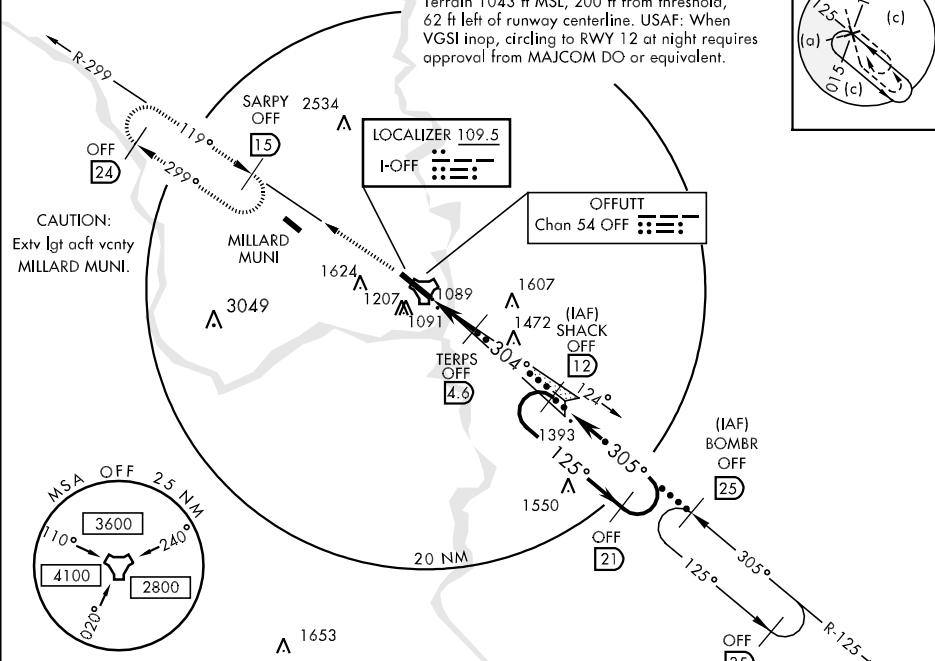 Terrain 1043 ft MSL, 200 ft from threshold,
62 ft left of runway centerline. USAF: When
VGSI inop, circling to RWY 12 at night requires
approval from MAJCOM DO or equivalent.
125
(c)
(a)
015
(c)
R-299
SARPY
OFF
15
2534
119°
299°
OFF
24
LOCALIZER 109.5
I-OFF
OFFUTT
Chan 54 OFF
CAUTION:
Extv lgt acft vcnty
MILLARD MUNI.
MILLARD
MUNI
1624
1207
1089
1091
1607
1472
3049
(IAF)
SHACK
OFF
12
TERPS
OFF
4.6
304°
124°
1393
125°
305°
(IAF)
BOMBR
OFF
25
1550
OFF
21
20 NM
MSA OFF 25 NM
3600
110°
240°
4100
2800
020°
125°
305°
R-125
1653
OFF